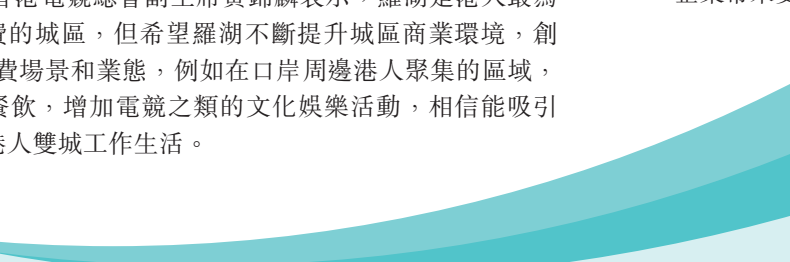 港電競總會副主席黃錦麟表示，羅湖是港人最為
的城區，但希望羅湖不斷提升城區商業環境，創
費場景和業態，例如在口岸周邊港人聚集的區域，
餐飲，增加電競之類的文化娛樂活動，相信能吸引
港人雙城工作生活。